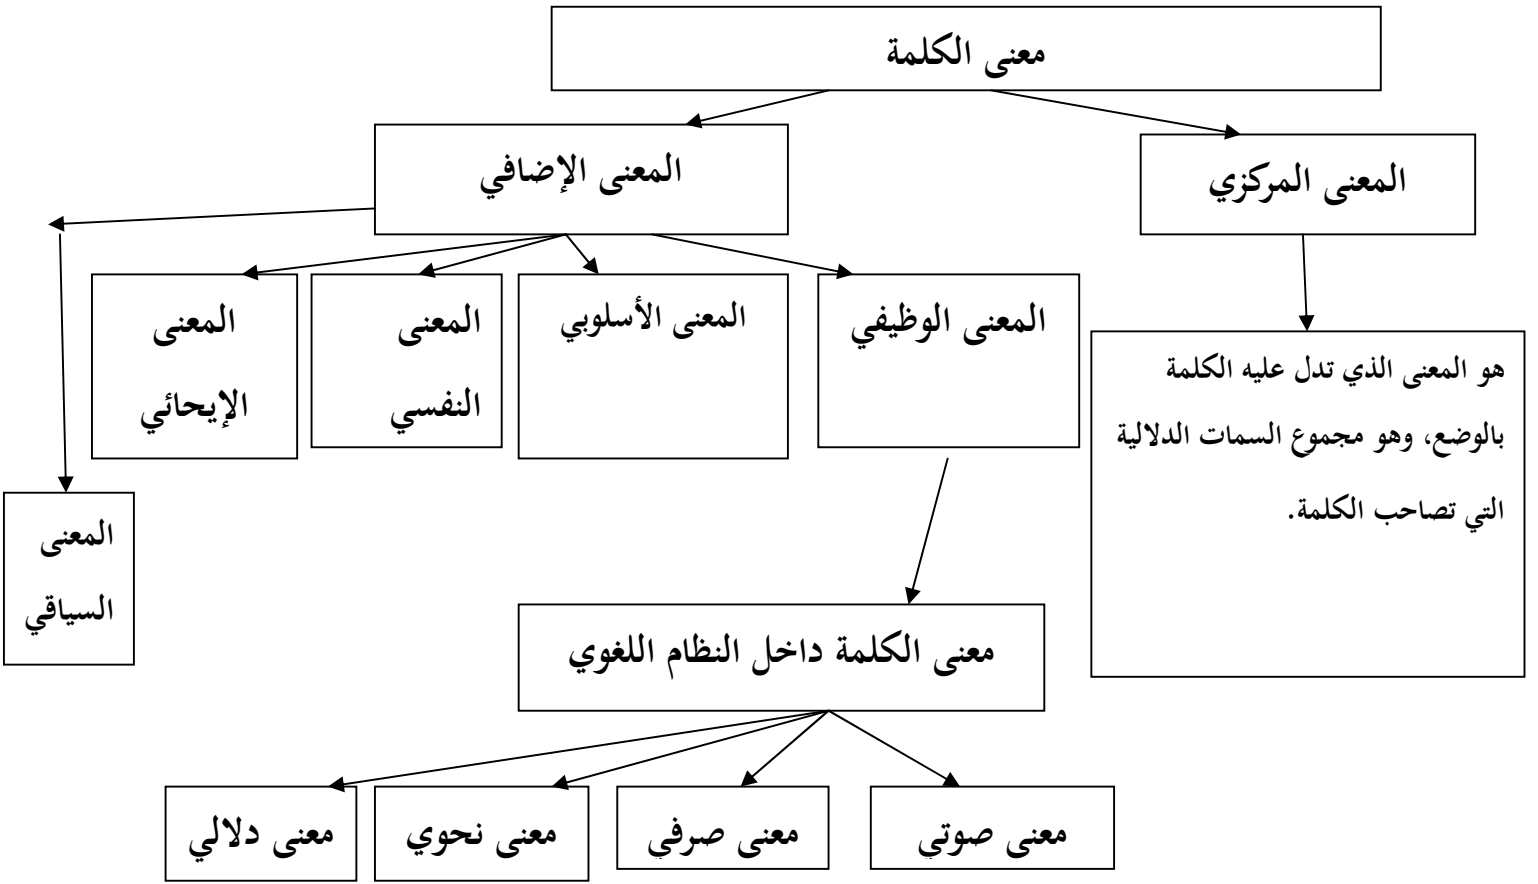 معنى الكلمة
المعنى المركزي
المعنى الإضافي
المعنى الوظيفي
المعنى الأسلوبي
المعنى
النفسي
المعنى
الإيحائي
هو المعنى الذي تدل عليه الكلمة
بالوضع، وهو مجموع السمات الدلالية
التي تصاحب الكلمة.
المعنى
السياقي
معنى الكلمة داخل النظام اللغوي
معنى صوتي
معنى صرفي
معنى نحوي
معنى دلالي